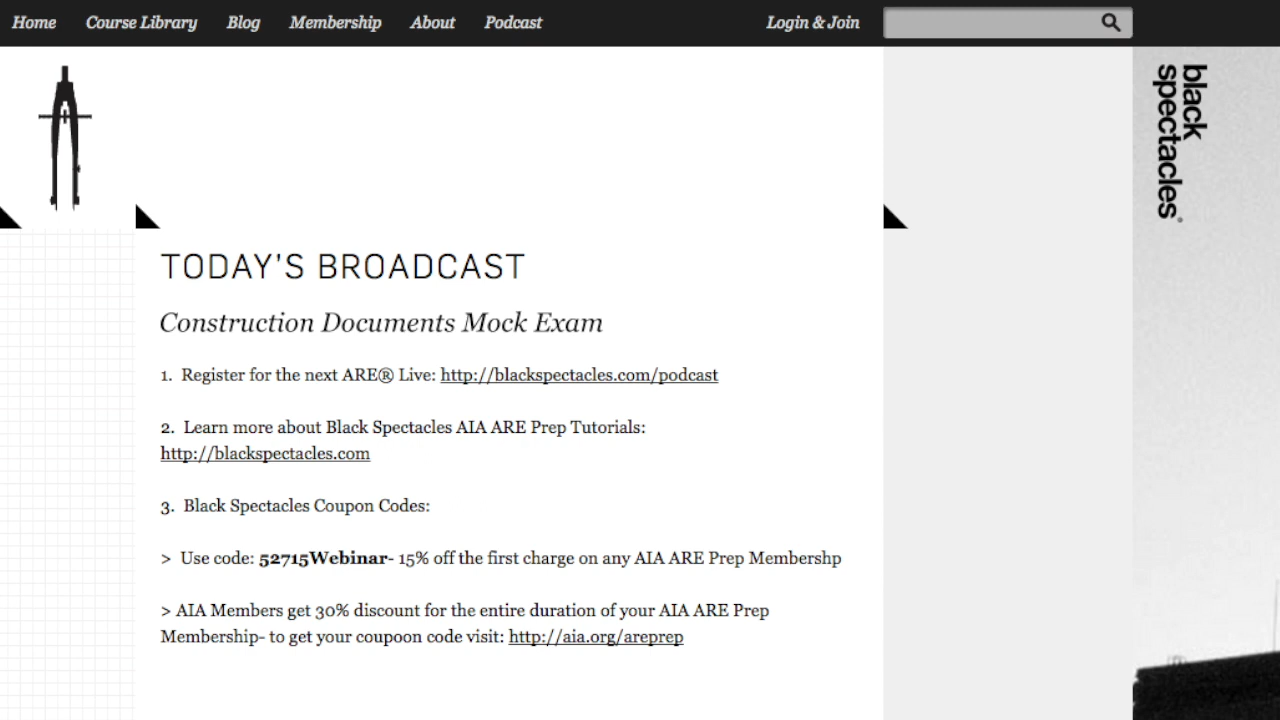 Home Course Library Blog Membership About Podcast Login & Join
black
spectacles®
TODAY'S BROADCAST
Construction Documents Mock Exam
1. Register for the next ARE® Live: http://blackspectacles.com/podcast
2. Learn more about Black Spectacles AIA ARE Prep Tutorials:
http://blackspectacles.com
3. Black Spectacles Coupon Codes:
> Use code: 52715Webinar- 15% off the first charge on any AIA ARE Prep Membershp
> AIA Members get 30% discount for the entire duration of your AIA ARE Prep
Membership- to get your coupoon code visit: http://aia.org/areprep